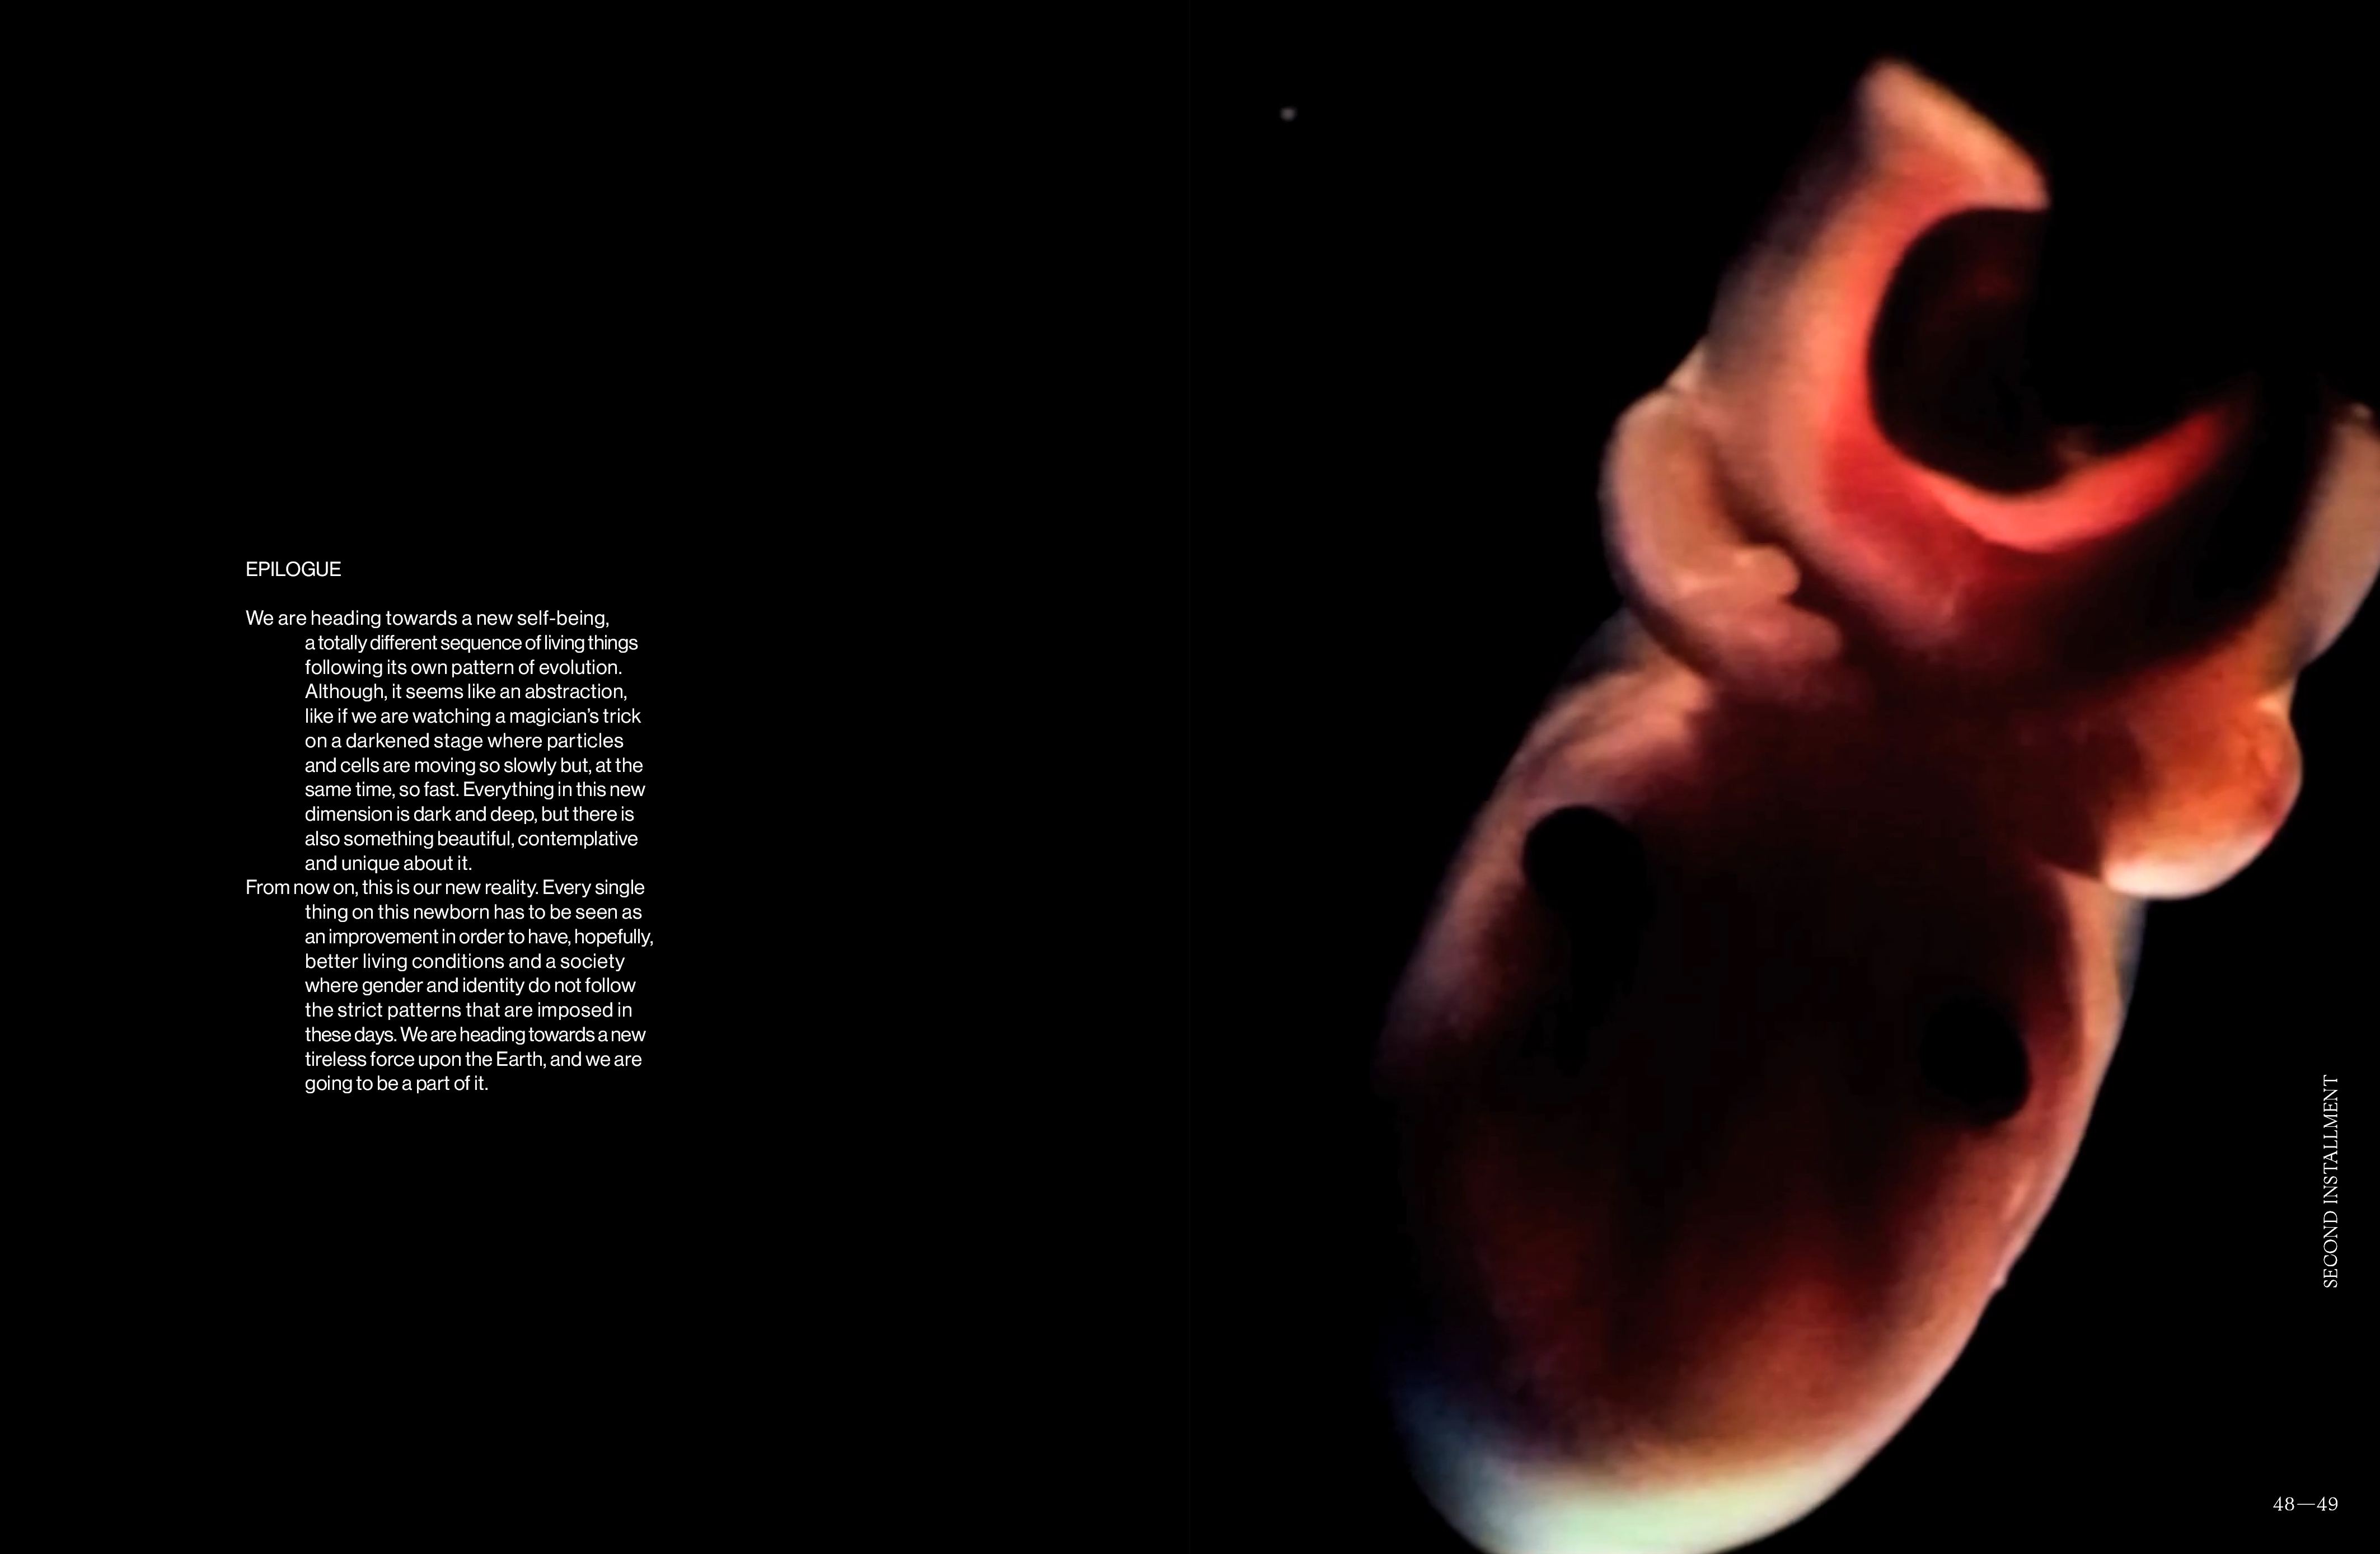 EPILOGUE
We are heading towards a new self-being,
a totally different sequence of living things
following its own pattern of evolution.
Although, it seems like an abstraction,
like if we are watching a magician’s trick
on a darkened stage where particles
and cells are moving so slowly but, at the
same time, so fast. Everything in this new
dimension is dark and deep, but there is
also something beautiful, contemplative
and unique about it.
From now on, this is our new reality. Every single
thing on this newborn has to be seen as
an improvement in order to have, hopefully,
better living conditions and a society
where gender and identity do not follow
the strict patterns that are imposed in
these days. We are heading towards a new
tireless force upon the Earth, and we are
going to be a part of it.
SECOND INSTALLMENT
48—49